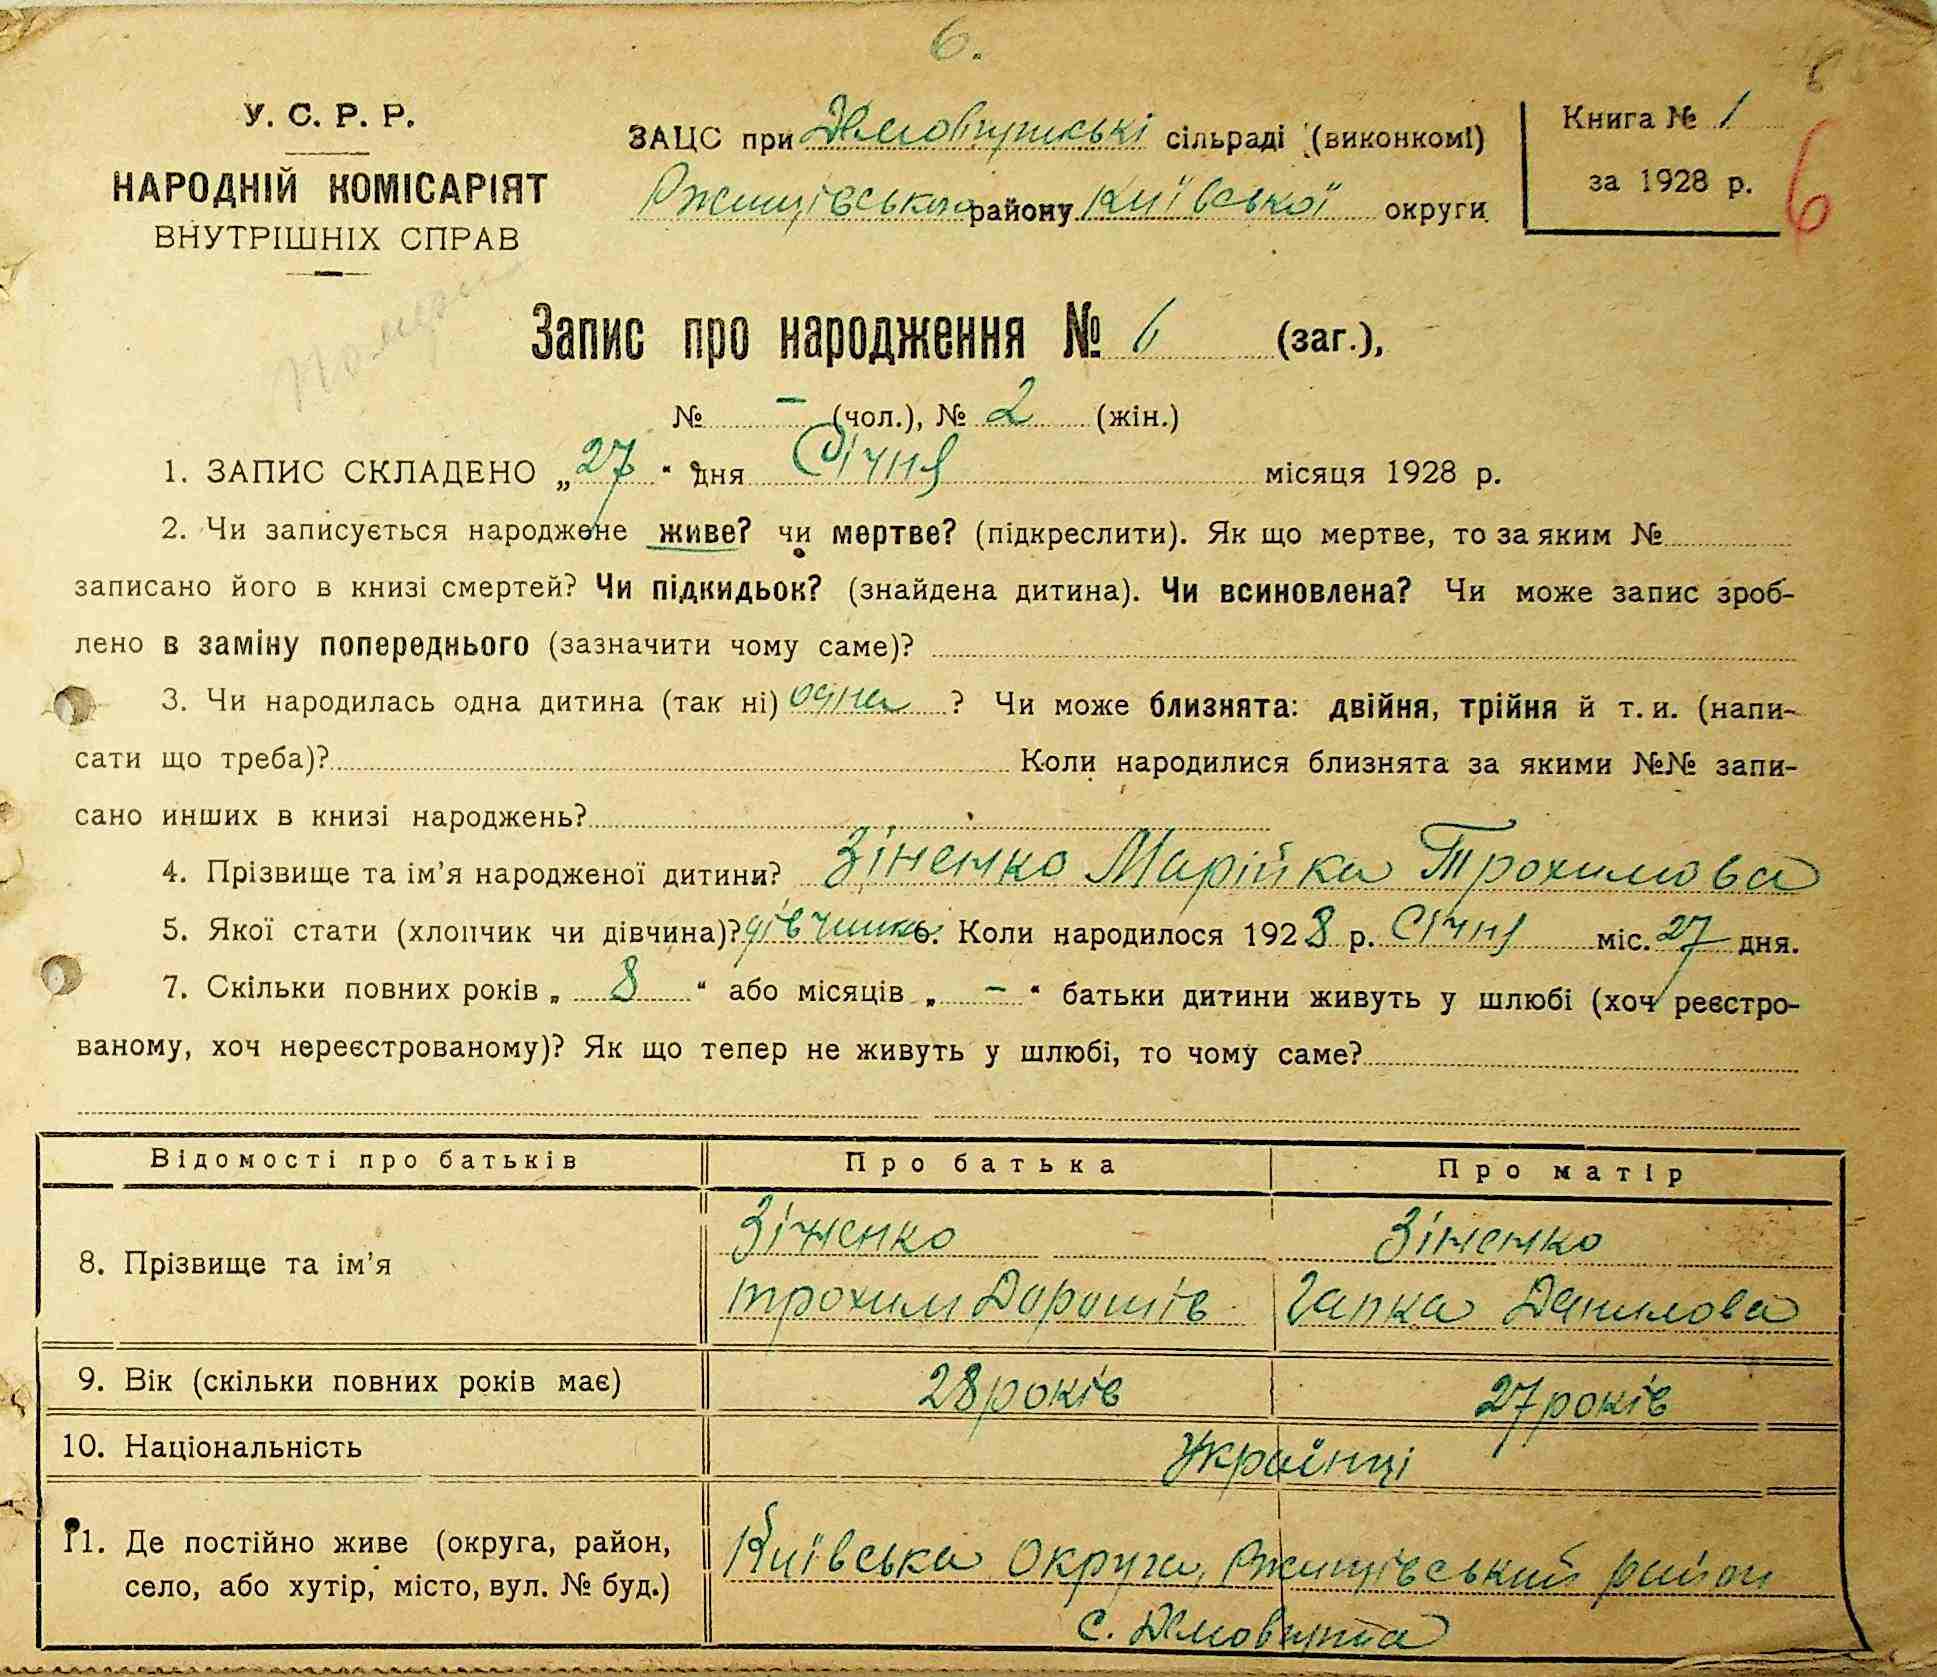 6.
У. С. Р. Р.
НАРОДНІЙ КОМІСАРІЯТ
ВНУТРІШНІХ СПРАВ
ЗАЦС при сільраді (виконкомі)
Ржищівського району Київської округи
Книга № 1
за 1928 р.
6
Запис про народження № 6 (заг.),
№ – (чол.), № 2 (жін.)
1. ЗАПИС СКЛАДЕНО „27“ дня Січня місяця 1928 р.
2. Чи записується народжене живе? чи мертве? (підкреслити). Як що мертве, то за яким №
записано його в книзі смертей? Чи підкидьок? (знайдена дитина). Чи всиновлена? Чи може запис зроб-
лено в заміну попереднього (зазначити чому саме)?
3. Чи народилась одна дитина (так ні) одна ? Чи може близнята: двійня, трійня й т. и. (напи-
сати що треба)? Коли народилися близнята за якими №№ запи-
сано инших в книзі народжень?
4. Прізвище та ім’я народженої дитини? Зіненко Марійка Трохимова
5. Якої стати (хлопчик чи дівчина)? дівчинка 6. Коли народилося 1928 р. Січня міс. 27 дня.
7. Скільки повних років „ 8 “ або місяців „ – “ батьки дитини живуть у шлюбі (хоч реєстро-
ваному, хоч нереєстрованому)? Як що тепер не живуть у шлюбі, то чому саме?
Відомості про батьків Про батька Про матір
8. Прізвище та ім’я Зіненко Зіненко
Трохим Дорошів Гапка Данилова
9. Вік (скільки повних років має) 28 років 27 років
10. Національність Українці
11. Де постійно живе (округа, район,
село, або хутір, місто, вул. № буд.)
Київська Округа, Ржищівський район
с.